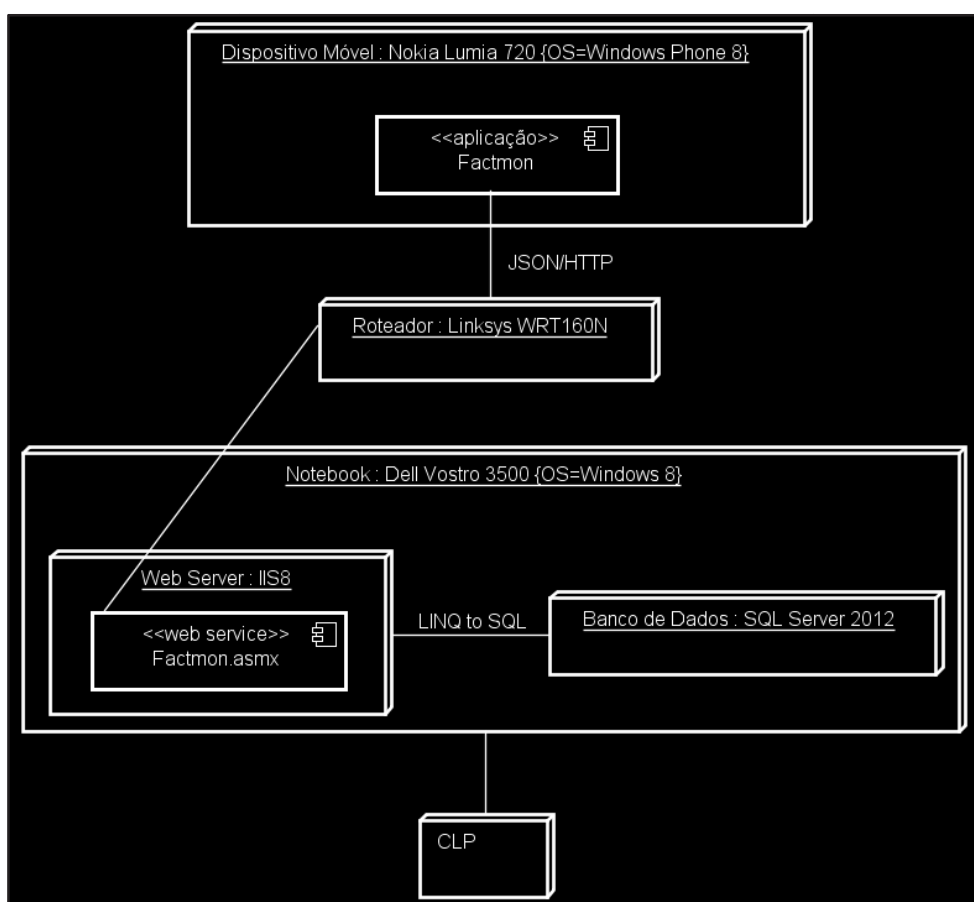 Dispositivo Móvel : Nokia Lumia 720 {OS=Windows Phone 8}
<<aplicação>>
Factmon
JSON/HTTP
Roteador : Linksys WRT160N
Notebook : Dell Vostro 3500 {OS=Windows 8}
Web Server : IIS8
<<web service>>
Factmon.asmx
LINQ to SQL
Banco de Dados : SQL Server 2012
CLP